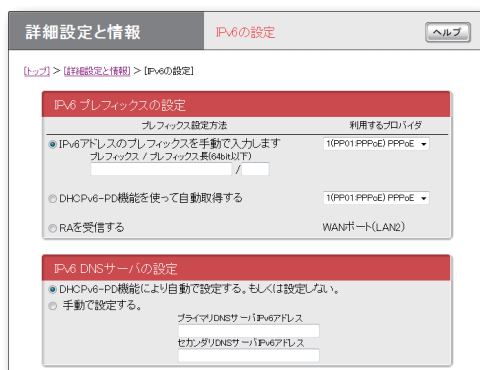 詳細設定と情報
IPv6の設定
ヘルプ
[トップ] > [詳細設定と情報] > [IPv6の設定]
IPv6 プレフィックスの設定
プレフィックス設定方法 利用するプロバイダ
IPv6アドレスのプレフィックスを手動で入力します 1(PP01:PPPoE) PPPoE
プレフィックス / プレフィックス長(64bit以下)
/
DHCPv6-PD機能を使って自動取得する 1(PP01:PPPoE) PPPoE
RAを受信する WANポート(LAN2)
IPv6 DNSサーバの設定
DHCPv6-PD機能により自動で設定する。もしくは設定しない。
手動で設定する。
プライマリDNSサーバIPv6アドレス
セカンダリDNSサーバIPv6アドレス